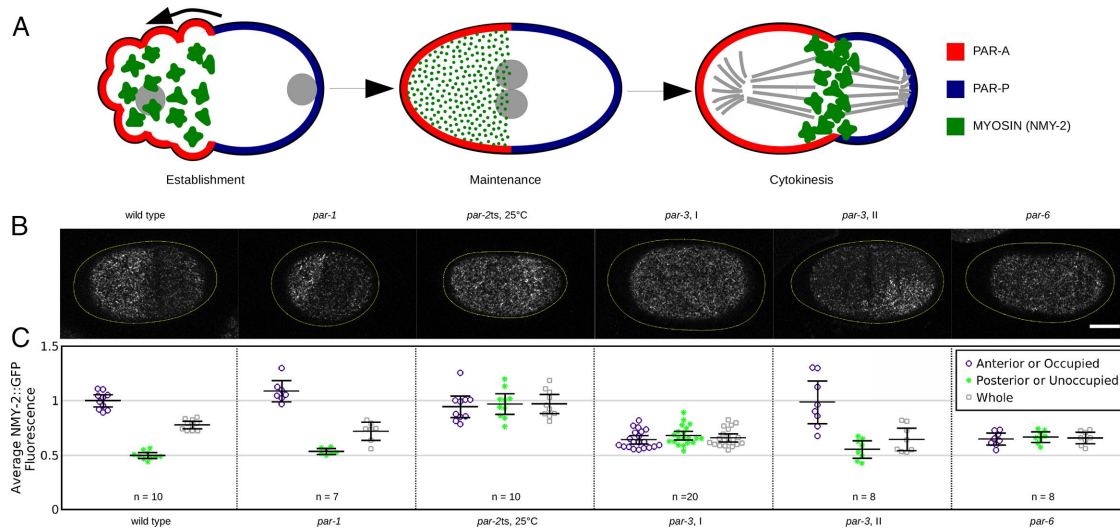 A
PAR-A
PAR-P
MYOSIN (NMY-2)
Establishment
Maintenance
Cytokinesis
wild type
par-1
par-2ts, 25°C
par-3, I
par-3, II
par-6
B
C
Average NMY-2::GFP
Fluorescence
1.5
1
0.5
0
Anterior or Occupied
Posterior or Unoccupied
Whole
n = 10
n = 7
n = 10
n =20
n = 8
n = 8
wild type
par-1
par-2ts, 25°C
par-3, I
par-3, II
par-6